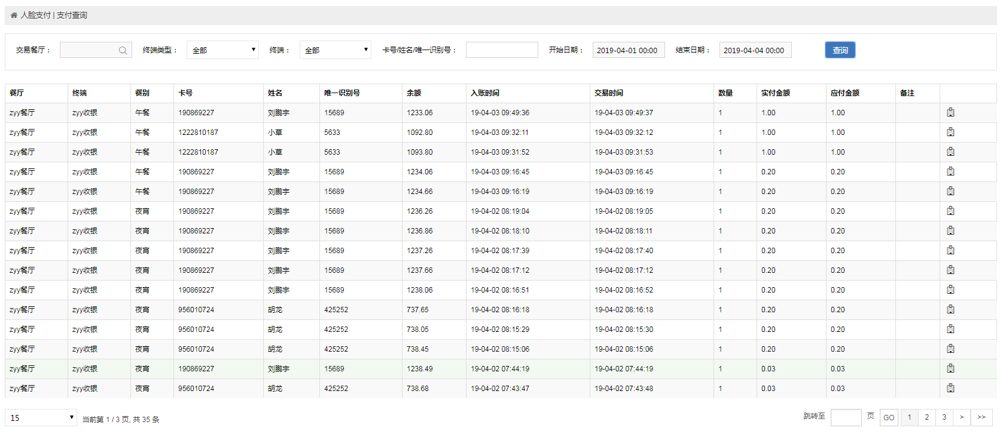 人脸支付 | 支付查询
交易餐厅： 终端类型： 全部 终端： 全部 卡号/姓名/唯一识别号： 开始日期： 2019-04-01 00:00 结束日期： 2019-04-04 00:00 查询
餐厅 终端 餐别 卡号 姓名 唯一识别号 余额 入账时间 交易时间 数量 实付金额 应付金额 备注
zyy餐厅 zyy收银 午餐 190869227 刘鹏宇 15689 1233.06 19-04-03 09:49:36 19-04-03 09:49:37 1 1.00 1.00
zyy餐厅 zyy收银 午餐 1222810187 小草 5633 1092.80 19-04-03 09:32:11 19-04-03 09:32:12 1 1.00 1.00
zyy餐厅 zyy收银 午餐 1222810187 小草 5633 1093.80 19-04-03 09:31:52 19-04-03 09:31:53 1 1.00 1.00
zyy餐厅 zyy收银 午餐 190869227 刘鹏宇 15689 1234.06 19-04-03 09:16:45 19-04-03 09:16:45 1 0.20 0.20
zyy餐厅 zyy收银 午餐 190869227 刘鹏宇 15689 1234.66 19-04-03 09:16:19 19-04-03 09:16:19 1 0.20 0.20
zyy餐厅 zyy收银 夜宵 190869227 刘鹏宇 15689 1236.26 19-04-02 08:19:04 19-04-02 08:19:05 1 0.20 0.20
zyy餐厅 zyy收银 夜宵 190869227 刘鹏宇 15689 1236.86 19-04-02 08:18:10 19-04-02 08:18:11 1 0.20 0.20
zyy餐厅 zyy收银 夜宵 190869227 刘鹏宇 15689 1237.26 19-04-02 08:17:39 19-04-02 08:17:40 1 0.20 0.20
zyy餐厅 zyy收银 夜宵 190869227 刘鹏宇 15689 1237.66 19-04-02 08:17:12 19-04-02 08:17:12 1 0.20 0.20
zyy餐厅 zyy收银 夜宵 190869227 刘鹏宇 15689 1238.06 19-04-02 08:16:51 19-04-02 08:16:52 1 0.20 0.20
zyy餐厅 zyy收银 夜宵 956010724 胡龙 425252 737.65 19-04-02 08:16:18 19-04-02 08:16:18 1 0.20 0.20
zyy餐厅 zyy收银 夜宵 956010724 胡龙 425252 738.05 19-04-02 08:15:29 19-04-02 08:15:30 1 0.20 0.20
zyy餐厅 zyy收银 夜宵 956010724 胡龙 425252 738.45 19-04-02 08:15:06 19-04-02 08:15:06 1 0.20 0.20
zyy餐厅 zyy收银 夜宵 190869227 刘鹏宇 15689 1238.49 19-04-02 07:44:19 19-04-02 07:44:19 1 0.03 0.03
zyy餐厅 zyy收银 夜宵 956010724 胡龙 425252 738.68 19-04-02 07:43:47 19-04-02 07:43:48 1 0.03 0.03
15 当前第 1 / 3 页, 共 35 条 跳转至 页 GO 1 2 3 > >>